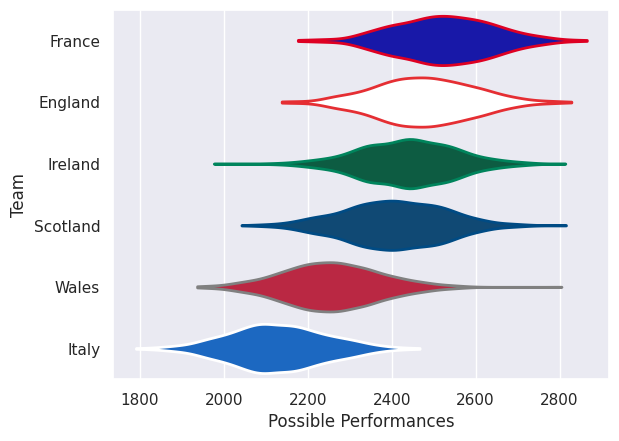 France
England
Ireland
Scotland
Wales
Italy
Team
1800 2000 2200 2400 2600 2800
Possible Performances